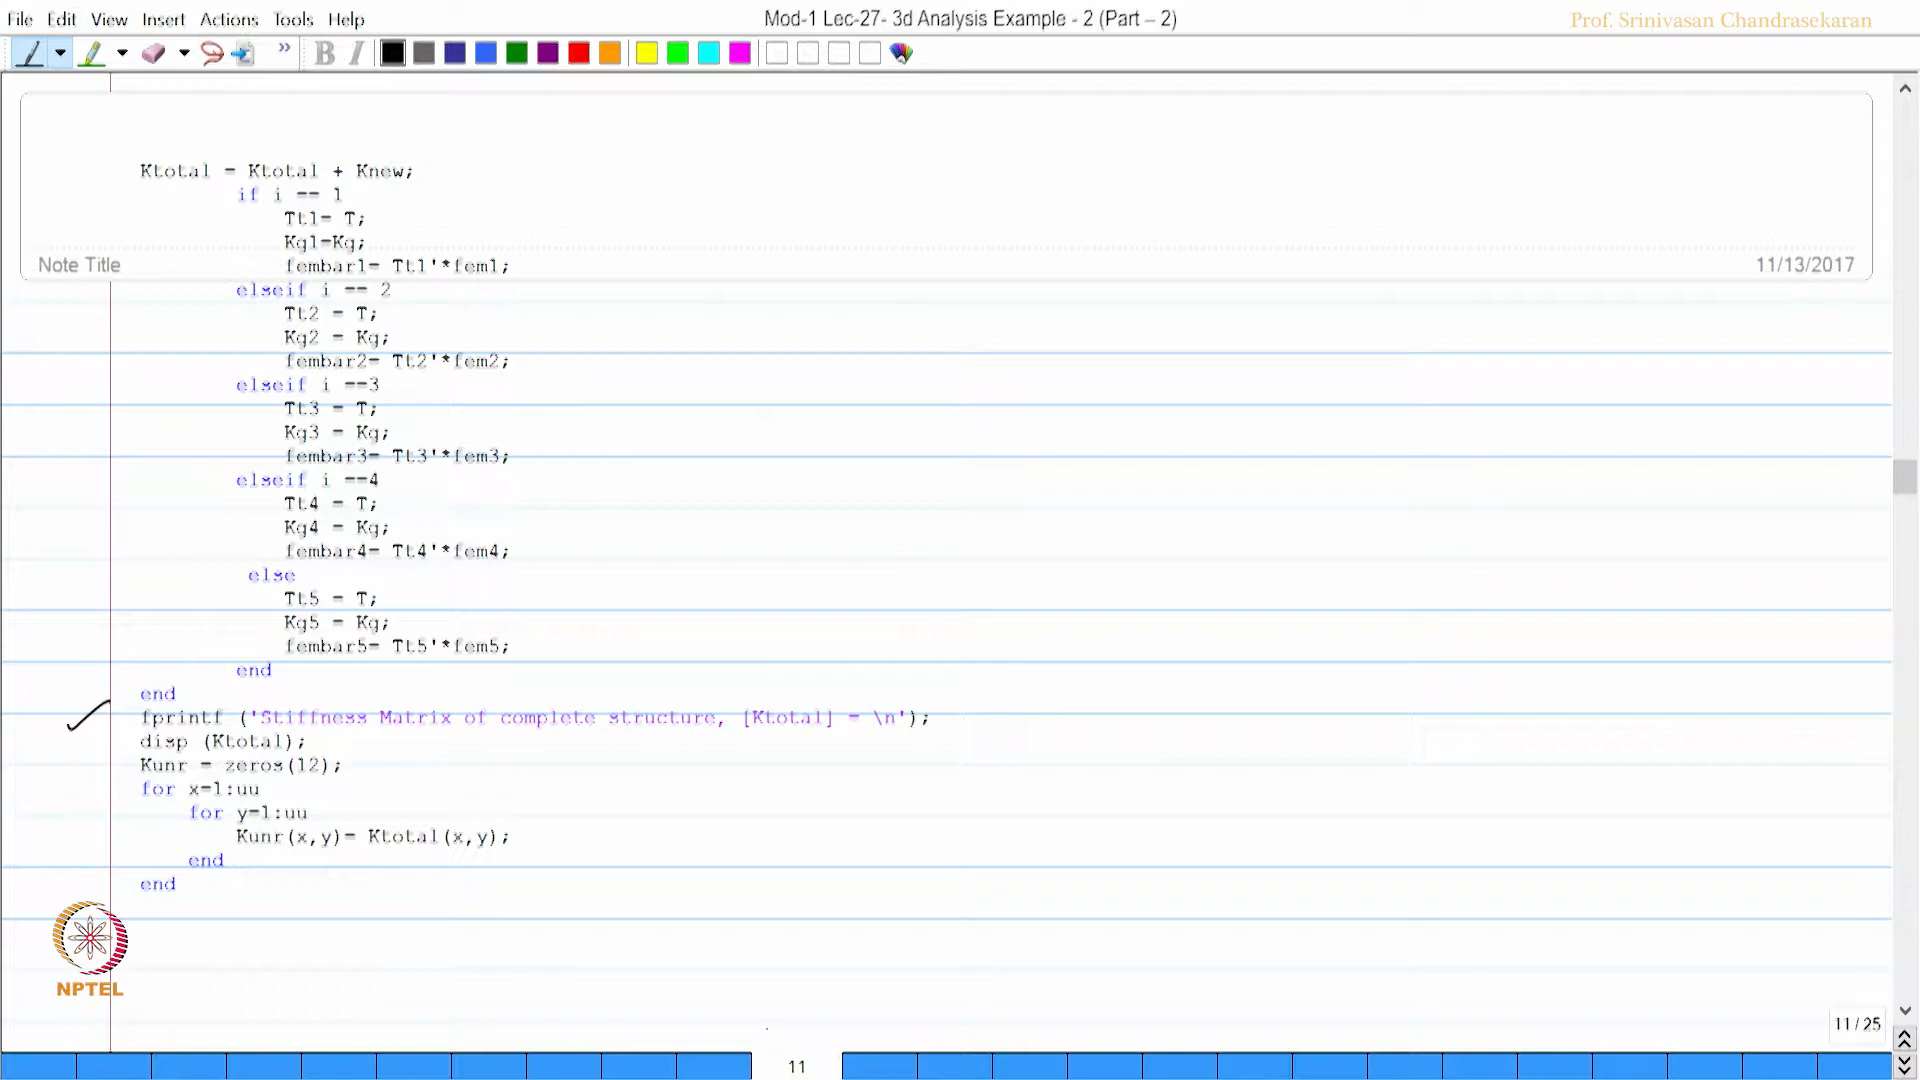 File Edit View Insert Actions Tools Help
Mod-1 Lec-27- 3d Analysis Example - 2 (Part – 2)
Prof. Srinivasan Chandrasekaran
B I
Ktotal = Ktotal + Knew;
if i == 1
Tt1= T;
Kg1=Kg;
fembar1= Tt1'*fem1;
Note Title
11/13/2017
elseif i == 2
Tt2 = T;
Kg2 = Kg;
fembar2= Tt2'*fem2;
elseif i ==3
Tt3 = T;
Kg3 = Kg;
fembar3= Tt3'*fem3;
elseif i ==4
Tt4 = T;
Kg4 = Kg;
fembar4= Tt4'*fem4;
else
Tt5 = T;
Kg5 = Kg;
fembar5= Tt5'*fem5;
end
end
fprintf ('Stiffness Matrix of complete structure, [Ktotal] = \n');
disp (Ktotal);
Kunr = zeros(12);
for x=1:uu
for y=1:uu
Kunr(x,y)= Ktotal(x,y);
end
end
NPTEL
11/25
11